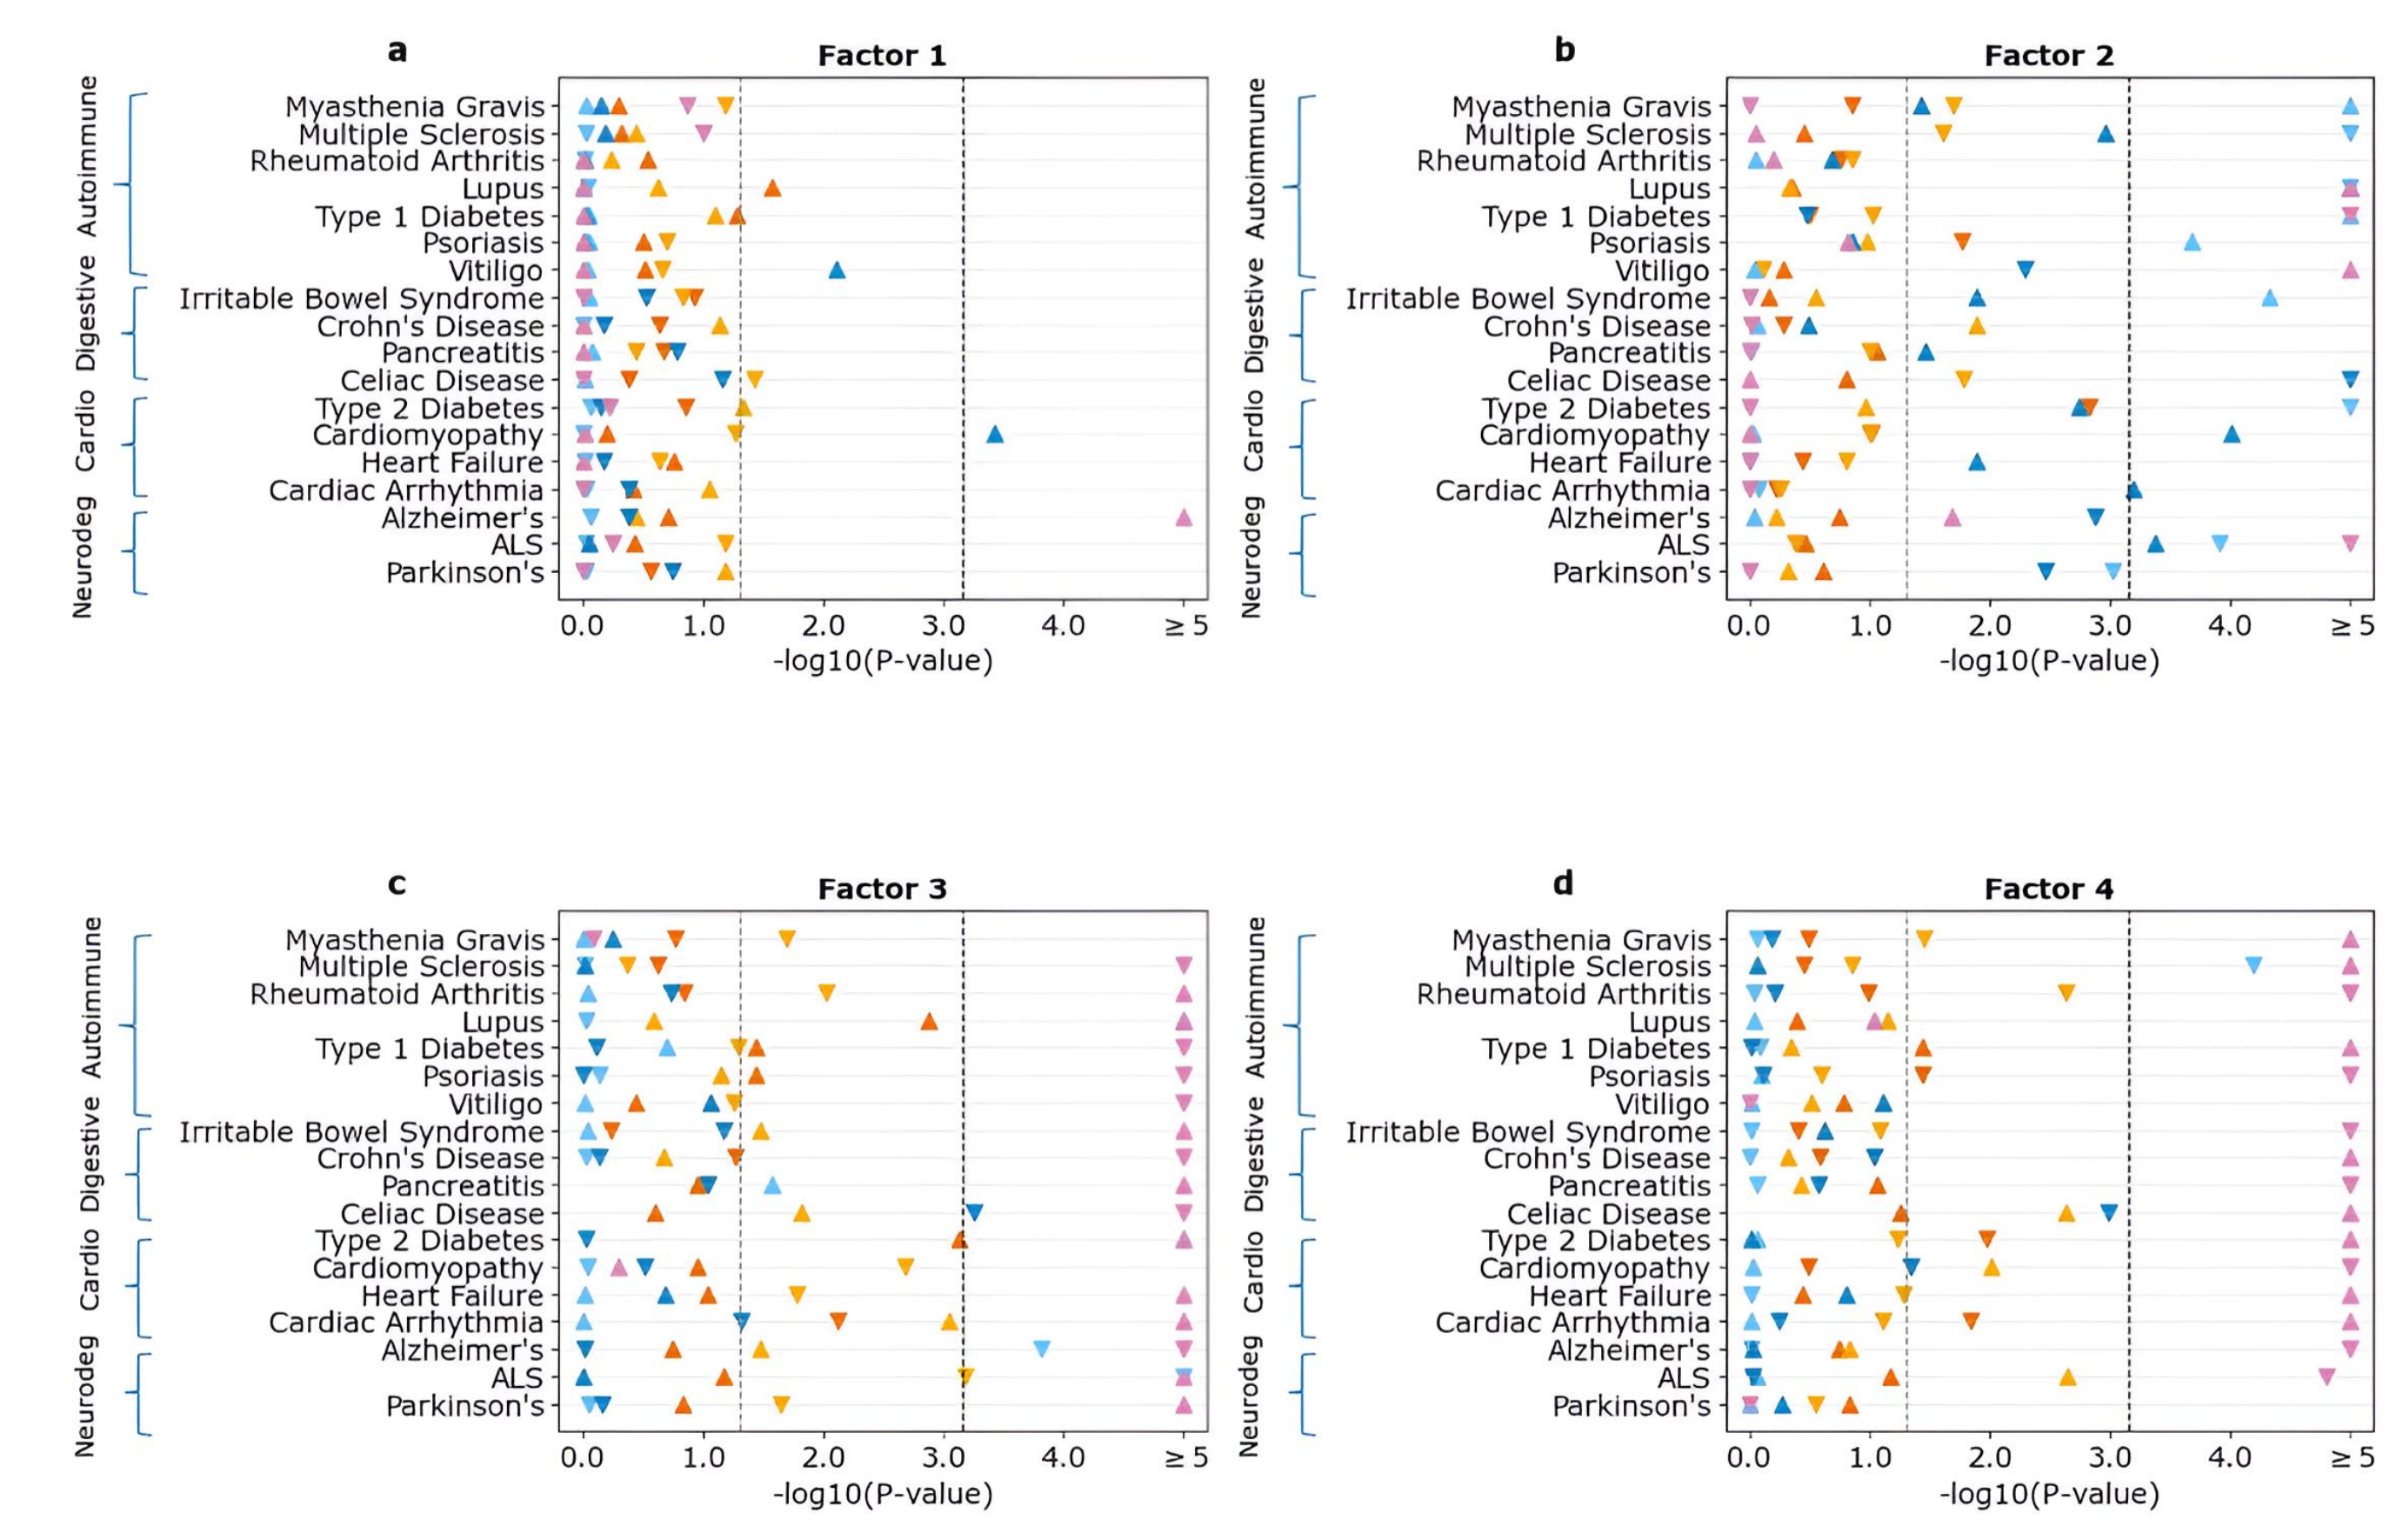 a
Factor 1
Autoimmune
Digestive
Cardio
Neurodeg
Myasthenia Gravis
Multiple Sclerosis
Rheumatoid Arthritis
Lupus
Type 1 Diabetes
Psoriasis
Vitiligo
Irritable Bowel Syndrome
Crohn's Disease
Pancreatitis
Celiac Disease
Type 2 Diabetes
Cardiomyopathy
Heart Failure
Cardiac Arrhythmia
Alzheimer's
ALS
Parkinson's
0.0 1.0 2.0 3.0 4.0 ≥ 5
-log10(P-value)
b
Factor 2
Autoimmune
Digestive
Cardio
Neurodeg
Myasthenia Gravis
Multiple Sclerosis
Rheumatoid Arthritis
Lupus
Type 1 Diabetes
Psoriasis
Vitiligo
Irritable Bowel Syndrome
Crohn's Disease
Pancreatitis
Celiac Disease
Type 2 Diabetes
Cardiomyopathy
Heart Failure
Cardiac Arrhythmia
Alzheimer's
ALS
Parkinson's
0.0 1.0 2.0 3.0 4.0 ≥ 5
-log10(P-value)
c
Factor 3
Autoimmune
Digestive
Cardio
Neurodeg
Myasthenia Gravis
Multiple Sclerosis
Rheumatoid Arthritis
Lupus
Type 1 Diabetes
Psoriasis
Vitiligo
Irritable Bowel Syndrome
Crohn's Disease
Pancreatitis
Celiac Disease
Type 2 Diabetes
Cardiomyopathy
Heart Failure
Cardiac Arrhythmia
Alzheimer's
ALS
Parkinson's
0.0 1.0 2.0 3.0 4.0 ≥ 5
-log10(P-value)
d
Factor 4
Autoimmune
Digestive
Cardio
Neurodeg
Myasthenia Gravis
Multiple Sclerosis
Rheumatoid Arthritis
Lupus
Type 1 Diabetes
Psoriasis
Vitiligo
Irritable Bowel Syndrome
Crohn's Disease
Pancreatitis
Celiac Disease
Type 2 Diabetes
Cardiomyopathy
Heart Failure
Cardiac Arrhythmia
Alzheimer's
ALS
Parkinson's
0.0 1.0 2.0 3.0 4.0 ≥ 5
-log10(P-value)